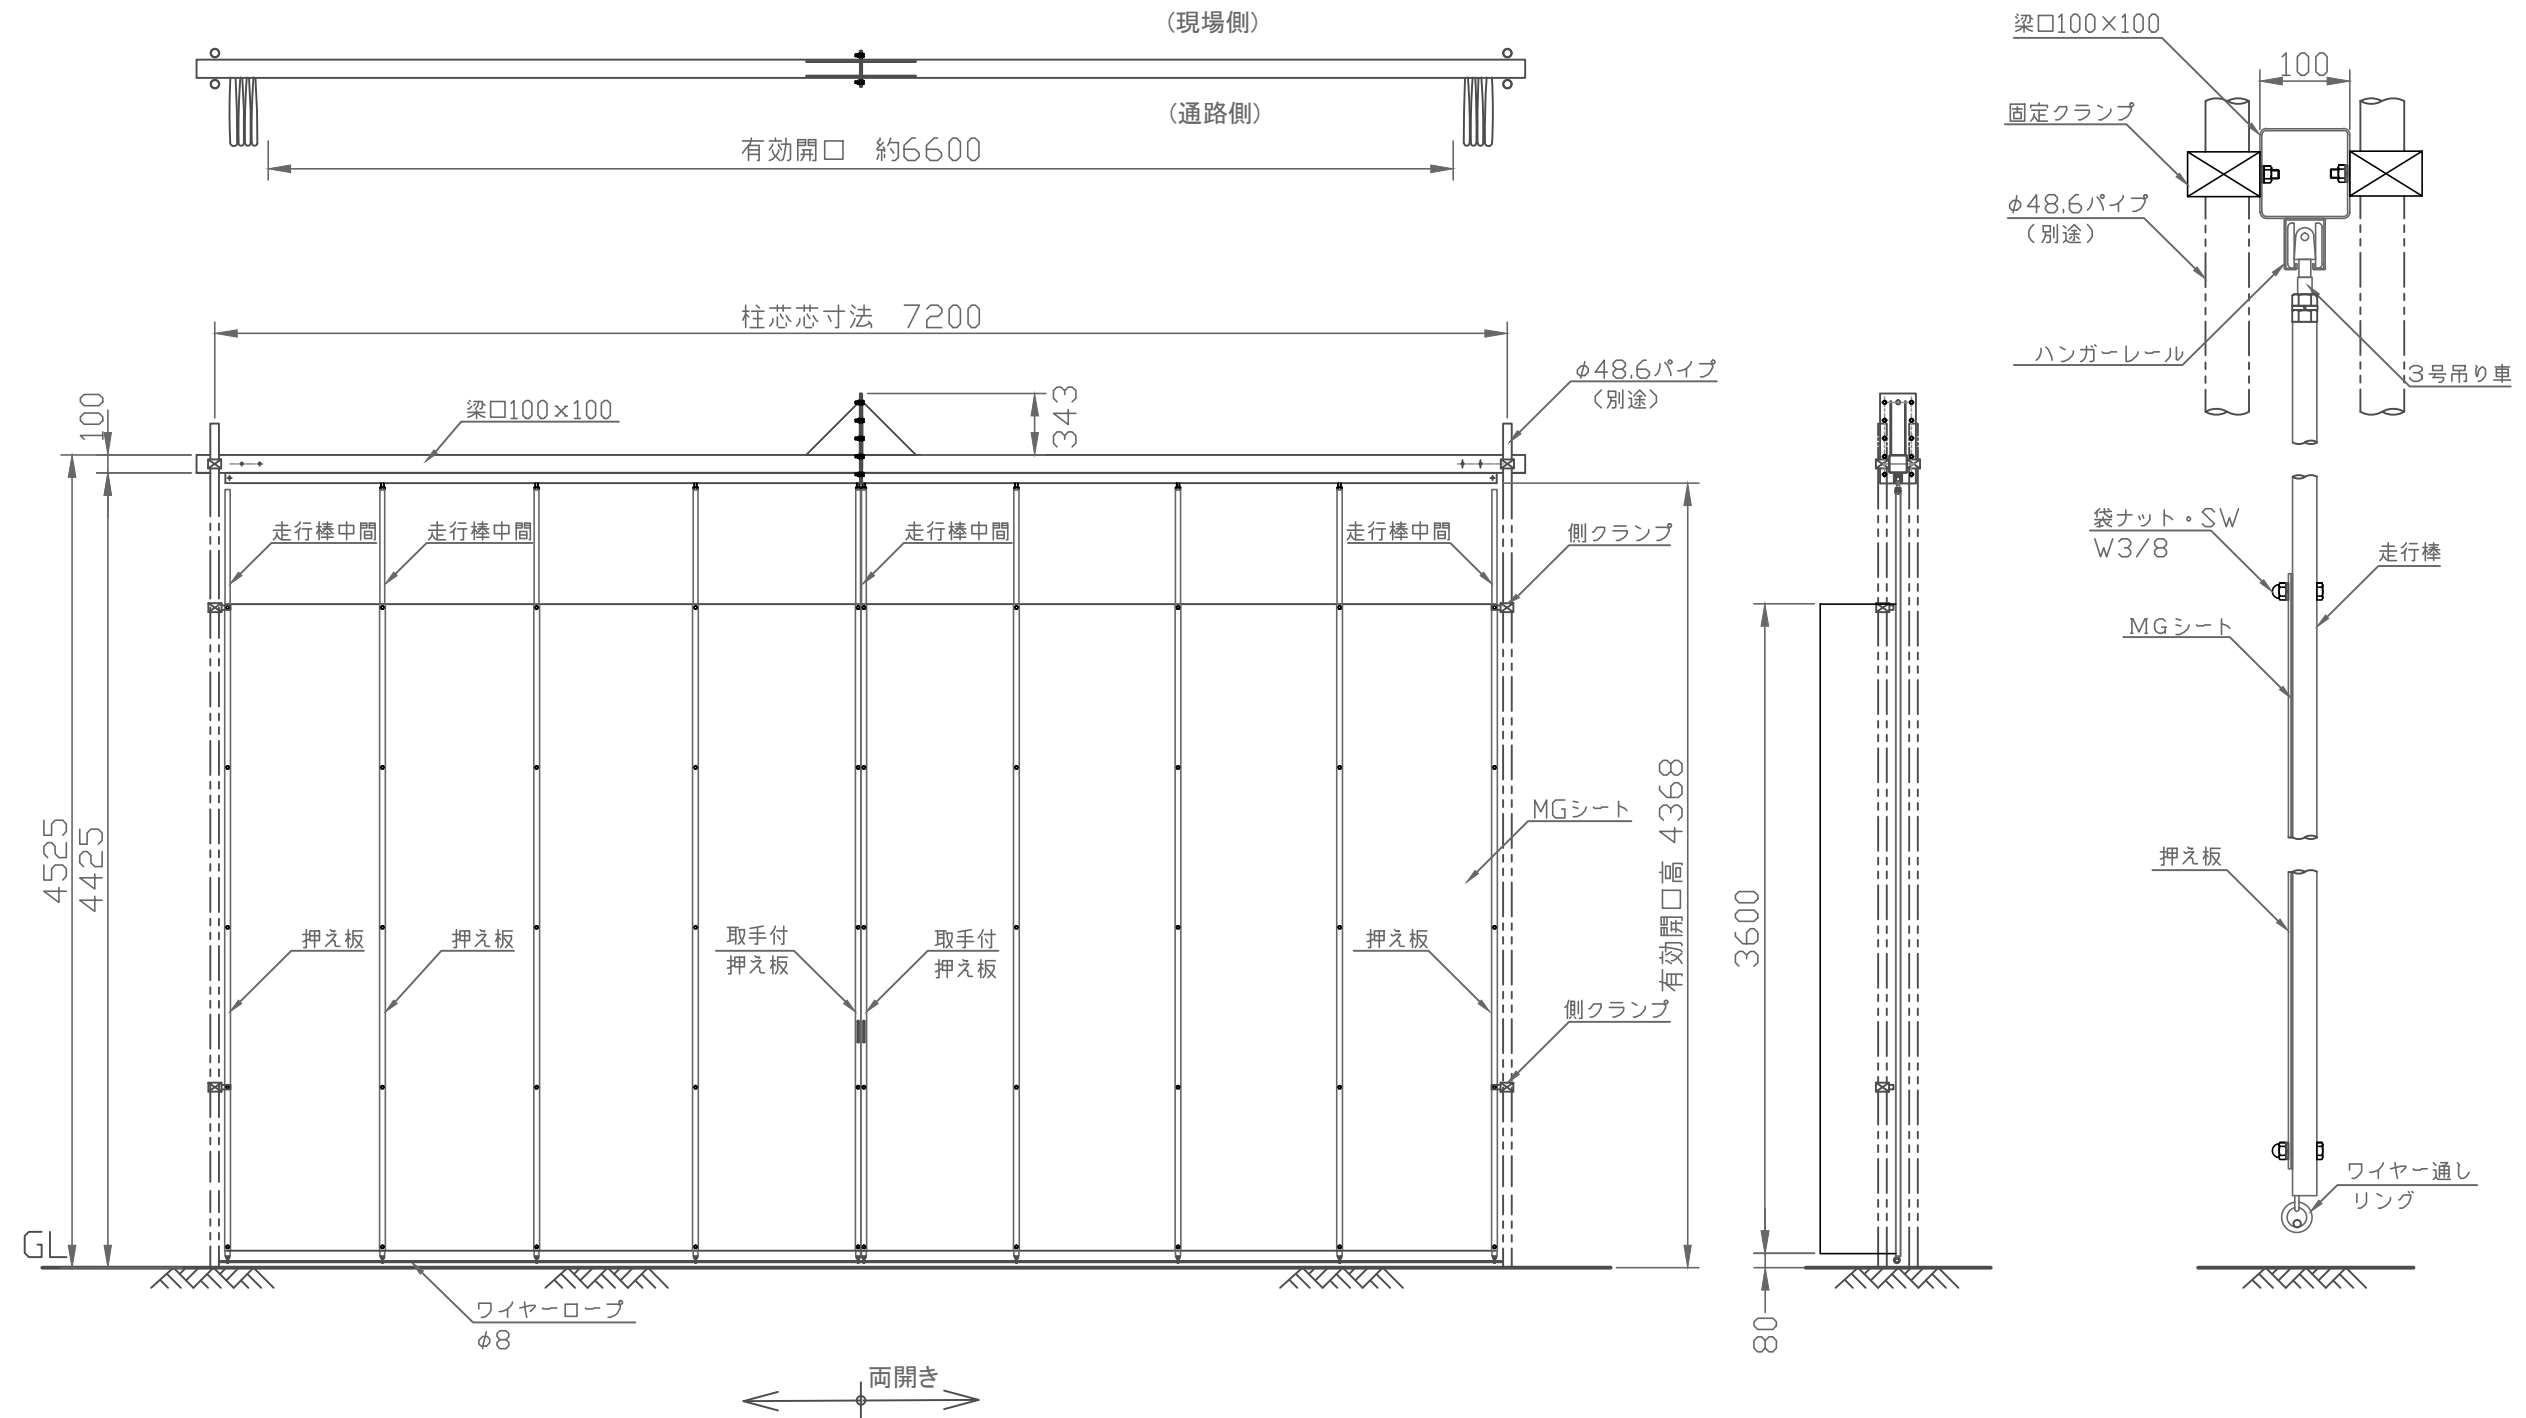 (現場側)
(通路側)
有効開口 約6600
柱芯芯寸法 7200
100
梁口100x100
343
φ48.6パイプ
(別途)
走行棒中間
走行棒中間
走行棒中間
走行棒中間
側クランプ
4525
4425
MGシート
有効開口高 4368
押え板
押え板
取手付
押え板
取手付
押え板
押え板
側クランプ
GL
ワイヤーロープ
φ8
両開き
3600
80
梁口100×100
100
固定クランプ
φ48.6パイプ
(別途)
ハンガーレール
3号吊り車
袋ナット・SW
W3/8
走行棒
MGシート
押え板
ワイヤー通し
リング